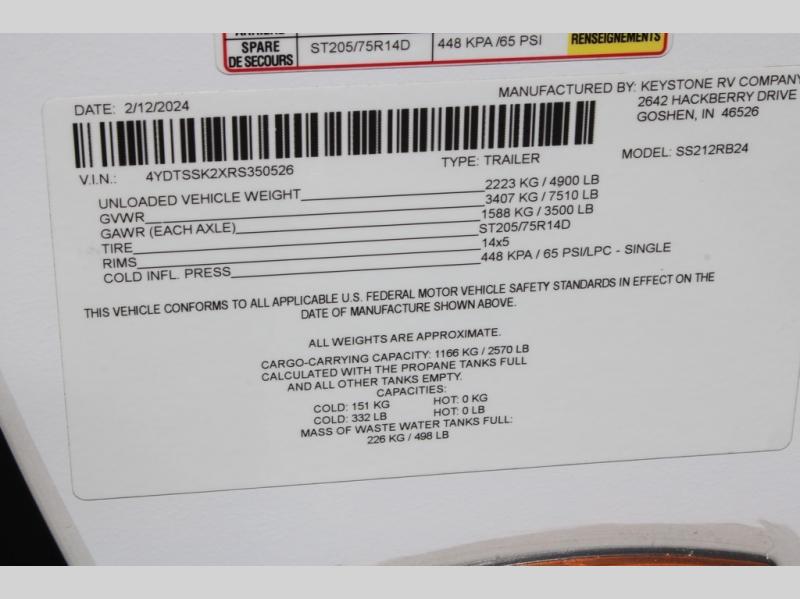 SPARE ST205/75R14D 448 KPA /65 PSI RENSEIGNEMENTS
DE SECOURS
DATE: 2/12/2024 MANUFACTURED BY: KEYSTONE RV COMPANY
2642 HACKBERRY DRIVE
GOSHEN, IN 46526
V.I.N.: 4YDTSSK2XRS350526 TYPE: TRAILER MODEL: SS212RB24
UNLOADED VEHICLE WEIGHT 2223 KG / 4900 LB
GVWR 3407 KG / 7510 LB
GAWR (EACH AXLE) 1588 KG / 3500 LB
TIRE ST205/75R14D
RIMS 14x5
COLD INFL. PRESS 448 KPA / 65 PSI/LPC - SINGLE
THIS VEHICLE CONFORMS TO ALL APPLICABLE U.S. FEDERAL MOTOR VEHICLE SAFETY STANDARDS IN EFFECT ON THE
DATE OF MANUFACTURE SHOWN ABOVE.
ALL WEIGHTS ARE APPROXIMATE.
CARGO-CARRYING CAPACITY: 1166 KG / 2570 LB
CALCULATED WITH THE PROPANE TANKS FULL
AND ALL OTHER TANKS EMPTY.
CAPACITIES:
COLD: 151 KG HOT: 0 KG
COLD: 332 LB HOT: 0 LB
MASS OF WASTE WATER TANKS FULL:
226 KG / 498 LB